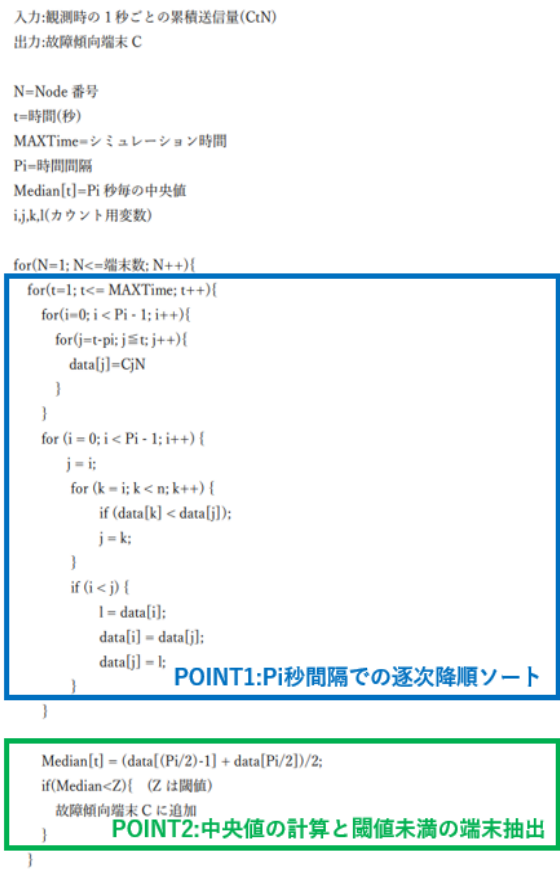 入力:観測時の1秒ごとの累積送信量(CtN)
出力:故障傾向端末 C
N=Node 番号
t=時間(秒)
MAXTime=シミュレーション時間
Pi=時間間隔
Median[t]=Pi 秒毎の中央値
i,j,k,l(カウント用変数)
for(N=1; N<=端末数; N++){
for(t=1; t<= MAXTime; t++){
for(i=0; i < Pi - 1; i++){
for(j=t-pi; j≦t; j++){
data[j]=CjN
}
}
for (i = 0; i < Pi - 1; i++) {
j = i;
for (k = i; k < n; k++) {
if (data[k] < data[j]);
j = k;
}
if (i < j) {
l = data[i];
data[i] = data[j];
data[j] = l;
POINT1:Pi秒間隔での逐次降順ソート
}
}
Median[t] = (data[(Pi/2)-1] + data[Pi/2])/2;
if(Median<Z){ (Z は閾値)
故障傾向端末 C に追加
POINT2:中央値の計算と閾値未満の端末抽出
}
}